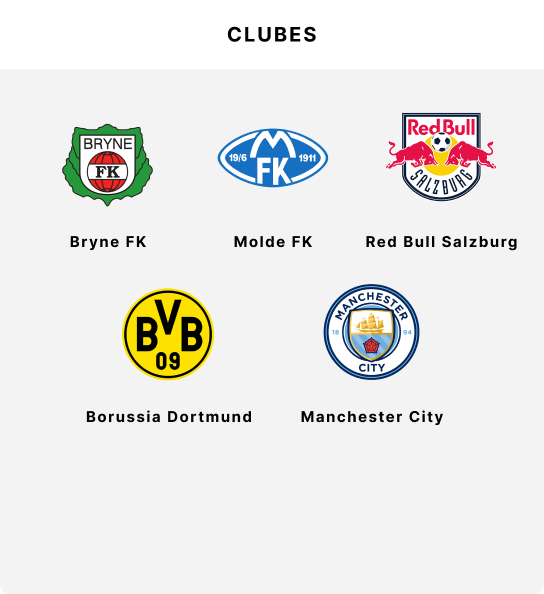 CLUBES
BRYNE
FK
19/6 M 1911
FK
Red Bull
SALZBURG
Bryne FK
Molde FK
Red Bull Salzburg
BVB
09
MANCHESTER
18 94
CITY
Borussia Dortmund
Manchester City